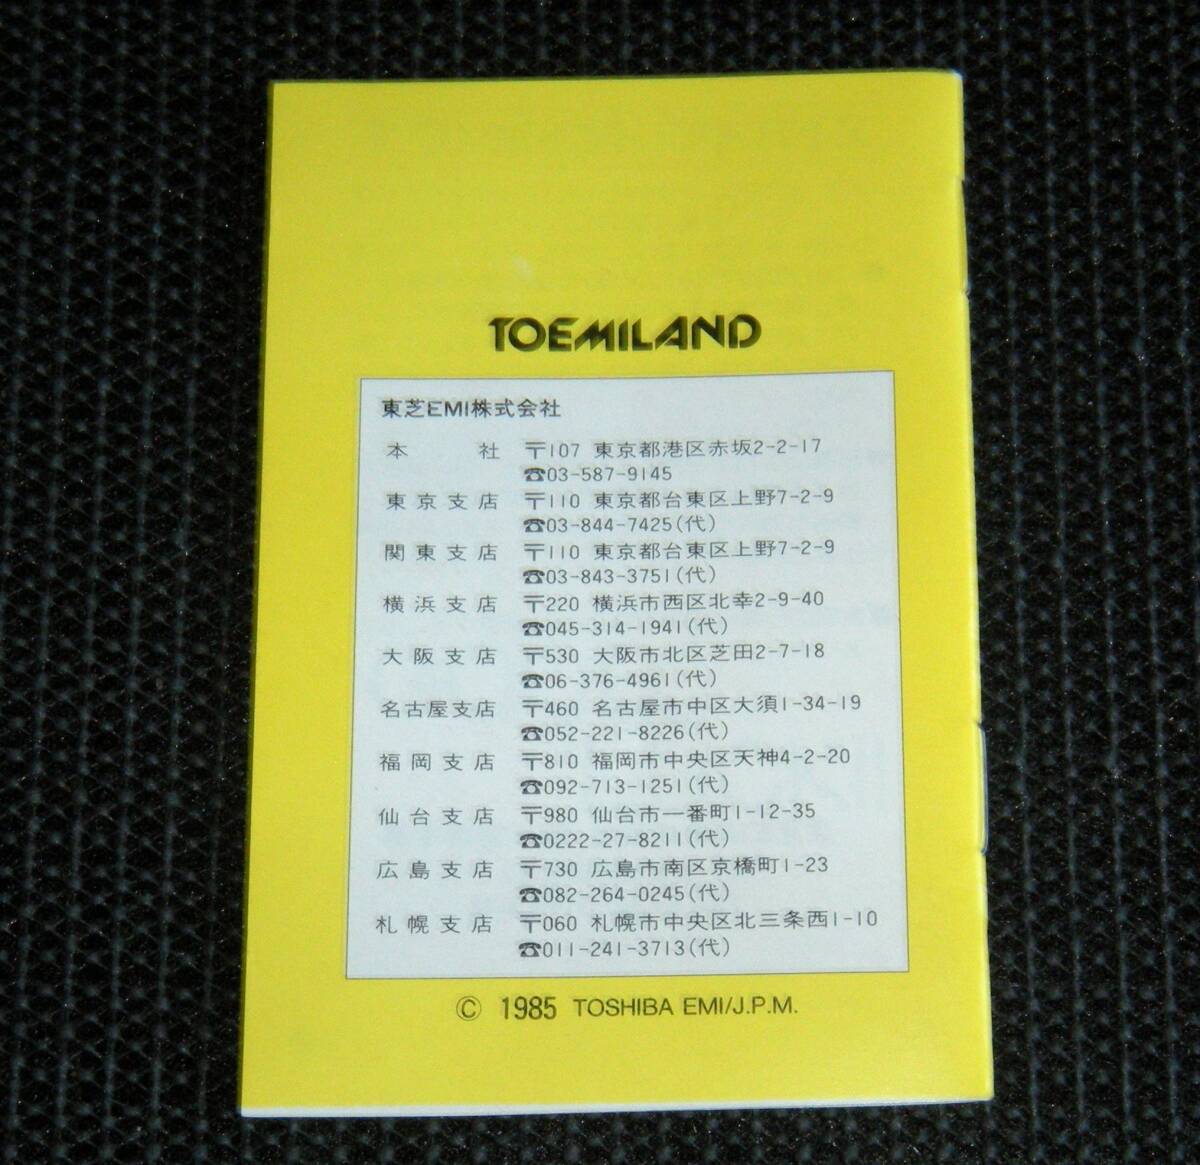 TOEMILAND
東芝EMI株式会社
本社 〒107 東京都港区赤坂2-2-17
☎03-587-9145
東京支店 〒110 東京都台東区上野7-2-9
☎03-844-7425(代)
関東支店 〒110 東京都台東区上野7-2-9
☎03-843-3751(代)
横浜支店 〒220 横浜市西区北幸2-9-40
☎045-314-1941(代)
大阪支店 〒530 大阪市北区芝田2-7-18
☎06-376-4961(代)
名古屋支店 〒460 名古屋市中区大須1-34-19
☎052-221-8226(代)
福岡支店 〒810 福岡市中央区天神4-2-20
☎092-713-1251(代)
仙台支店 〒980 仙台市一番町1-12-35
☎0222-27-8211(代)
広島支店 〒730 広島市南区京橋町1-23
☎082-264-0245(代)
札幌支店 〒060 札幌市中央区北三条西1-10
☎011-241-3713(代)
© 1985 TOSHIBA EMI/J.P.M.